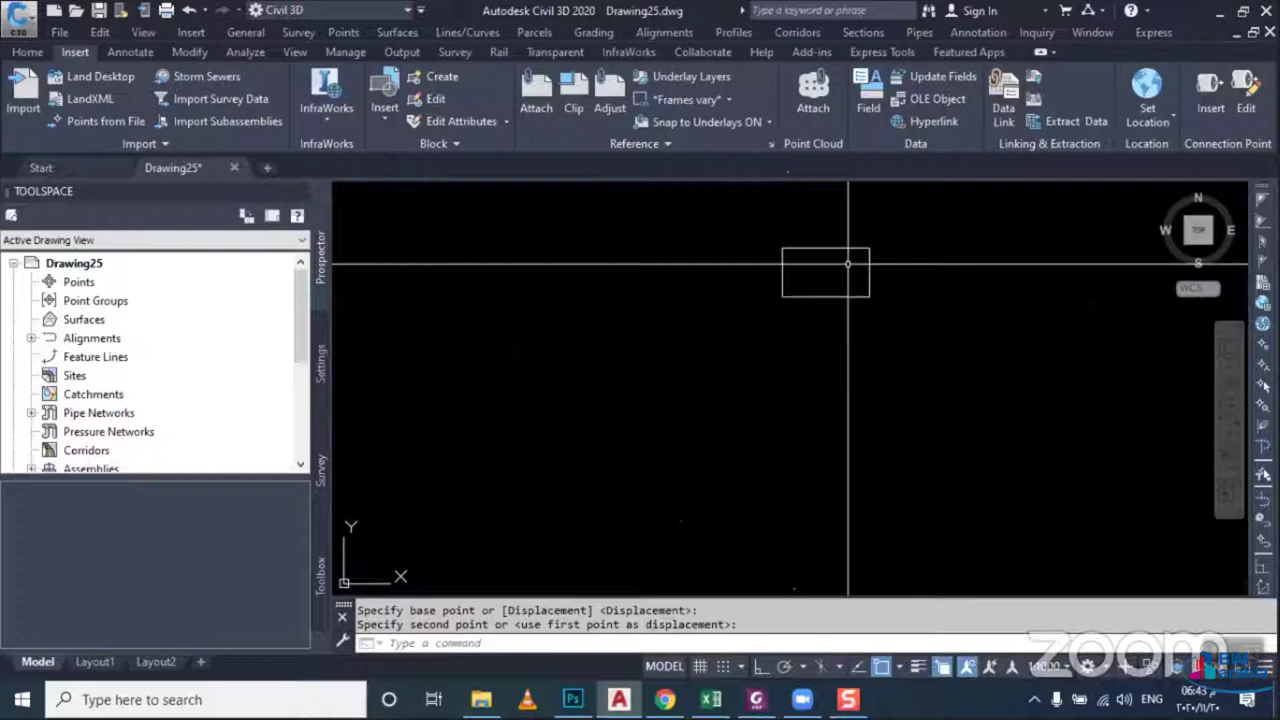 C3D
Civil 3D
Autodesk Civil 3D 2020 Drawing25.dwg
Type a keyword or phrase
Sign In
File Edit View Insert General Survey Points Surfaces Lines/Curves Parcels Grading Alignments Profiles Corridors Sections Pipes Annotation Inquiry Window Express
Home Insert Annotate Modify Analyze View Manage Output Survey Rail Transparent InfraWorks Collaborate Help Add-ins Express Tools Featured Apps
Import
Land Desktop
LandXML
Points from File
Storm Sewers
Import Survey Data
Import Subassemblies
InfraWorks
Insert
Create
Edit
Edit Attributes
Attach
Clip
Adjust
Underlay Layers
*Frames vary*
Snap to Underlays ON
Attach
Field
Update Fields
OLE Object
Hyperlink
Data
Link
Extract Data
Set
Location
Insert
Edit
Import InfraWorks Block Reference Point Cloud Data Linking & Extraction Location Connection Point
Start
Drawing25*
TOOLSPACE
Active Drawing View
Drawing25
Points
Point Groups
Surfaces
Alignments
Feature Lines
Sites
Catchments
Pipe Networks
Pressure Networks
Corridors
Assemblies
Prospector
Settings
Survey
Toolbox
N
W
TOP
E
S
WCS
Y
X
Specify base point or [Displacement] <Displacement>:
Specify second point or <use first point as displacement>:
Type a command
zoom
Model Layout1 Layout2
MODEL
Type here to search
ENG
06:43 م
٢٠٢٠/١١/٢٠